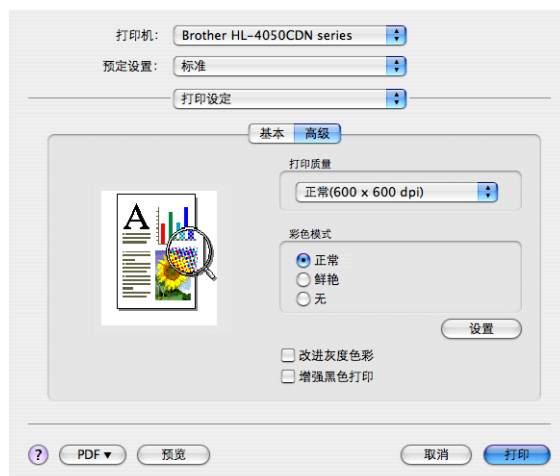 打印机: Brother HL-4050CDN series
预定设置: 标准
打印设定
基本 高级
打印质量
正常(600 x 600 dpi)
彩色模式
正常
鲜艳
无
设置
改进灰度色彩
增强黑色打印
A
? PDF▼ 预览 取消 打印